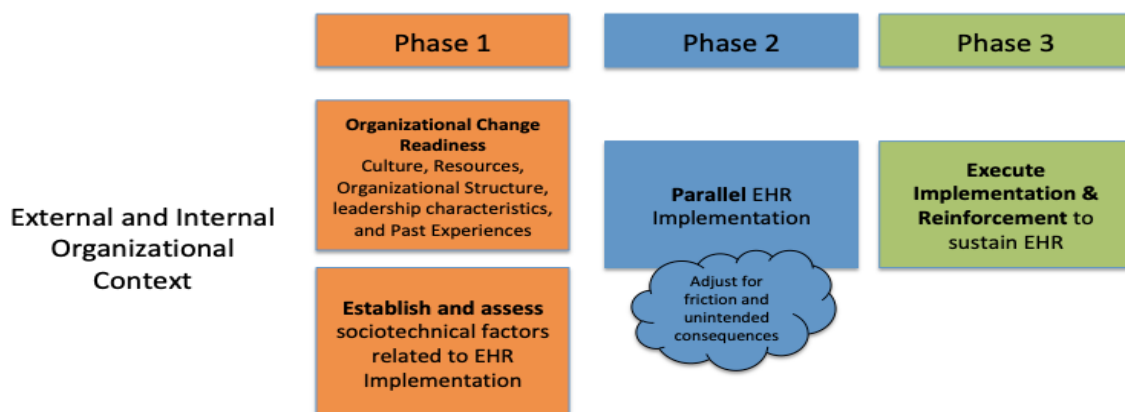 Phase 1
Phase 2
Phase 3
External and Internal
Organizational
Context
Organizational Change
Readiness
Culture, Resources,
Organizational Structure,
leadership characteristics,
and Past Experiences
Establish and assess
sociotechnical factors
related to EHR
Implementation
Parallel EHR
Implementation
Adjust for
friction and
unintended
consequences
Execute
Implementation &
Reinforcement to
sustain EHR